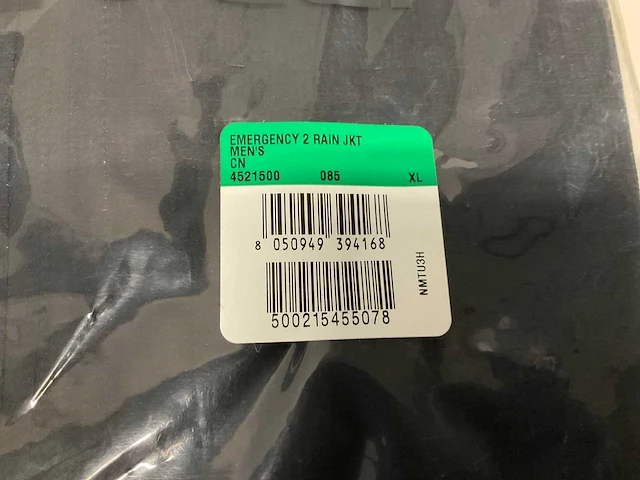 EMERGENCY 2 RAIN JKT
MEN'S
CN
4521500 085 XL
8 050949 394168
500215455078
NMTU3H